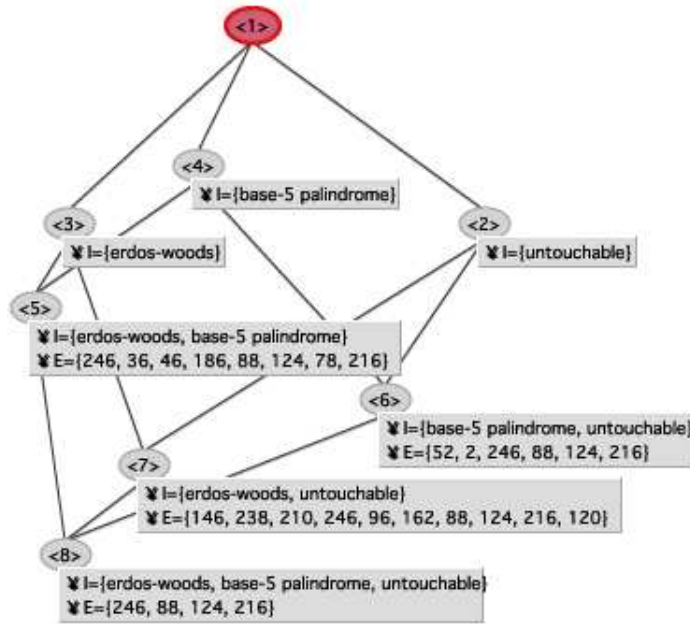 <1>
<4>
¥ I={base-5 palindrome}
<3>
<2>
¥ I={erdos-woods}
¥ I={untouchable}
<5>
¥ I={erdos-woods, base-5 palindrome}
¥ E={246, 36, 46, 186, 88, 124, 78, 216}
<6>
¥ I={base-5 palindrome, untouchable}
¥ E={52, 2, 246, 88, 124, 216}
<7>
¥ I={erdos-woods, untouchable}
¥ E={146, 238, 210, 246, 96, 162, 88, 124, 216, 120}
<8>
¥ I={erdos-woods, base-5 palindrome, untouchable}
¥ E={246, 88, 124, 216}